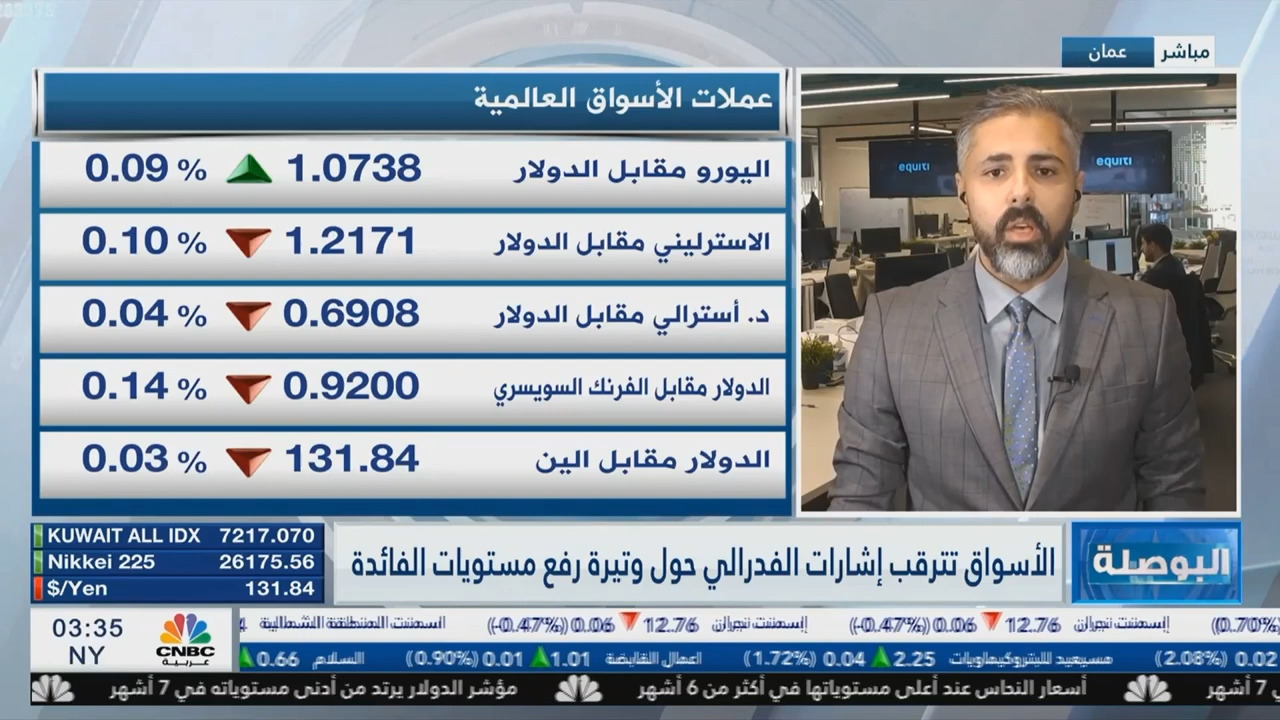 مباشر عمان
عملات الأسواق العالمية
اليورو مقابل الدولار 1.0738 0.09 %
الاسترليني مقابل الدولار 1.2171 0.10 %
د. أسترالي مقابل الدولار 0.6908 0.04 %
الدولار مقابل الفرنك السويسري 0.9200 0.14 %
الدولار مقابل الين 131.84 0.03 %
equiti equiti
البوصلة
الأسواق تترقب إشارات الفدرالي حول وتيرة رفع مستويات الفائدة
KUWAIT ALL IDX 7217.070
Nikkei 225 26175.56
$/Yen 131.84
03:35
NY
CNBC
عربية
(0.70%) إسمنت نجران 12.76 0.06 (-0.47%) إسمنت نجران 12.76 0.06 (-0.47%) اسمنت المنطقة الشمالية
0.02 (2.08%) 2.25 0.04 (1.72%) اعمال القابضة 1.01 0.01 (0.90%) السلام 0.66
7 أشهر أسعار النحاس عند أعلى مستوياتها في أكثر من 6 أشهر مؤشر الدولار يرتد من أدنى مستوياته في 7 أشهر